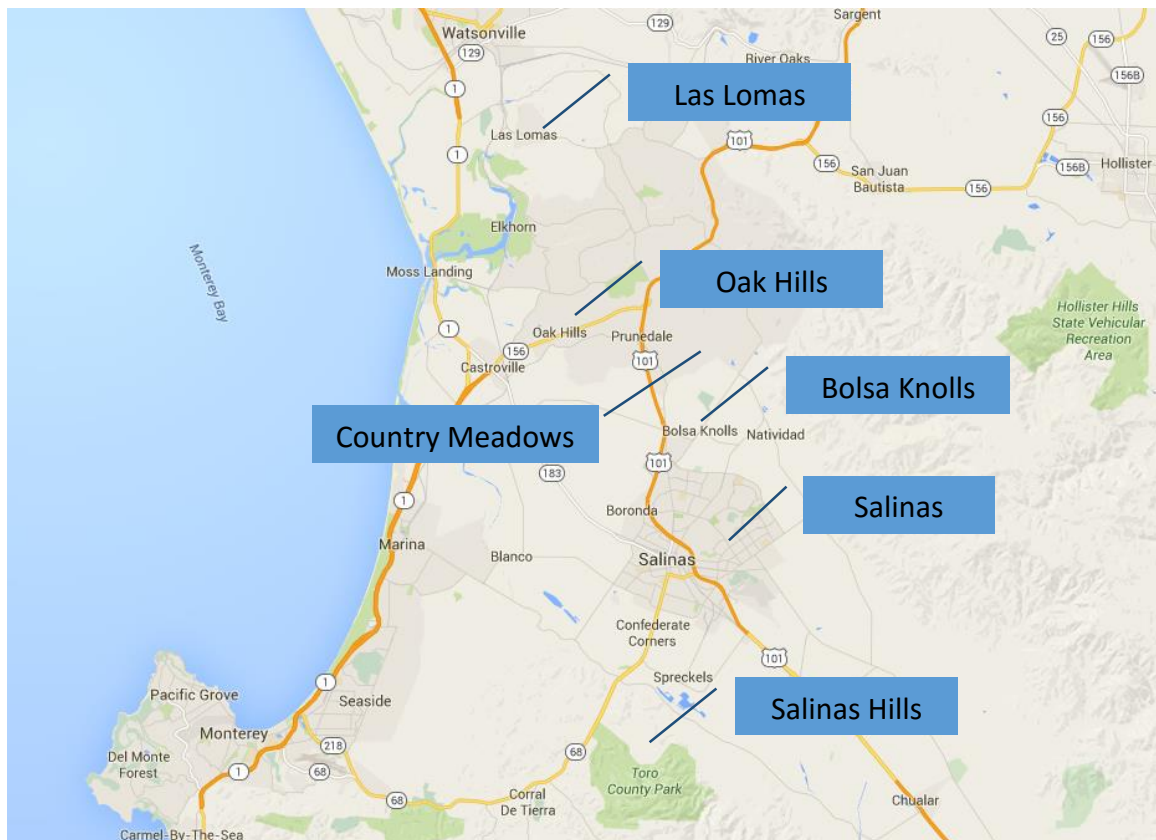 Sargent
129
Watsonville
129
25
156
River Oaks
156B
1
Las Lomas
Las Lomas
101
156
1
156
156B
Hollister
San Juan
Bautista
156
Elkhorn
Monterey Bay
Moss Landing
Oak Hills
Hollister Hills
State Vehicular
Recreation
Area
1
Oak Hills
Prunedale
156
101
Castroville
Bolsa Knolls
Country Meadows
Bolsa Knolls
Natividad
101
183
1
Salinas
Boronda
Marina
Blanco
Salinas
Confederate
Corners
101
Spreckels
1
Pacific Grove
Seaside
Salinas Hills
Monterey
218
68
Del Monte
Forest
1
68
Toro
County Park
68
Corral
De Tierra
Chualar
Carmel-By-The-Sea